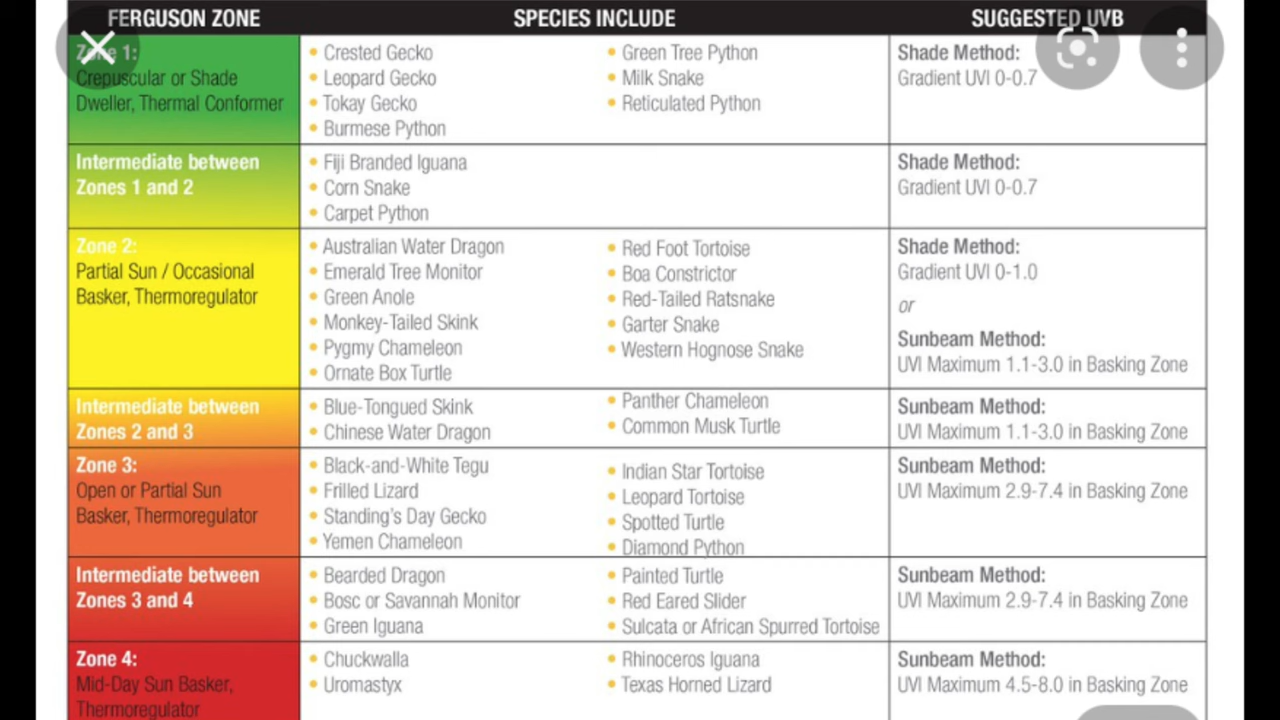 FERGUSON ZONE
SPECIES INCLUDE
SUGGESTED UVB
Zone 1:
Crepuscular or Shade
Dweller, Thermal Conformer
• Crested Gecko
• Leopard Gecko
• Tokay Gecko
• Burmese Python
• Green Tree Python
• Milk Snake
• Reticulated Python
Shade Method:
Gradient UVI 0-0.7
Intermediate between
Zones 1 and 2
• Fiji Branded Iguana
• Corn Snake
• Carpet Python
Shade Method:
Gradient UVI 0-0.7
Zone 2:
Partial Sun / Occasional
Basker, Thermoregulator
• Australian Water Dragon
• Emerald Tree Monitor
• Green Anole
• Monkey-Tailed Skink
• Pygmy Chameleon
• Ornate Box Turtle
• Red Foot Tortoise
• Boa Constrictor
• Red-Tailed Ratsnake
• Garter Snake
• Western Hognose Snake
Shade Method:
Gradient UVI 0-1.0
or
Sunbeam Method:
UVI Maximum 1.1-3.0 in Basking Zone
Intermediate between
Zones 2 and 3
• Blue-Tongued Skink
• Chinese Water Dragon
• Panther Chameleon
• Common Musk Turtle
Sunbeam Method:
UVI Maximum 1.1-3.0 in Basking Zone
Zone 3:
Open or Partial Sun
Basker, Thermoregulator
• Black-and-White Tegu
• Frilled Lizard
• Standing's Day Gecko
• Yemen Chameleon
• Indian Star Tortoise
• Leopard Tortoise
• Spotted Turtle
• Diamond Python
Sunbeam Method:
UVI Maximum 2.9-7.4 in Basking Zone
Intermediate between
Zones 3 and 4
• Bearded Dragon
• Bosc or Savannah Monitor
• Green Iguana
• Painted Turtle
• Red Eared Slider
• Sulcata or African Spurred Tortoise
Sunbeam Method:
UVI Maximum 2.9-7.4 in Basking Zone
Zone 4:
Mid-Day Sun Basker,
Thermoregulator
• Chuckwalla
• Uromastyx
• Rhinoceros Iguana
• Texas Horned Lizard
Sunbeam Method:
UVI Maximum 4.5-8.0 in Basking Zone